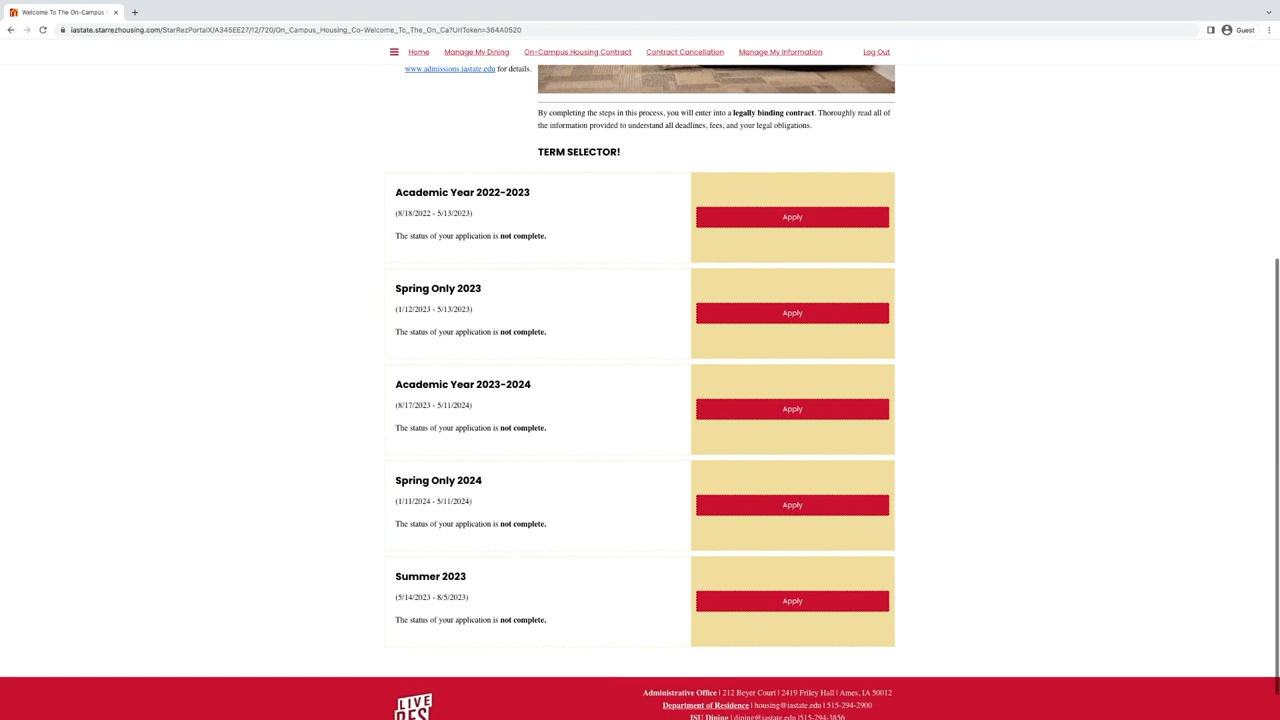 Welcome To The On-Campus H
iastate.starrezhousing.com/StarRezPortalX/A345EE27/12/720/On_Campus_Housing_Co-Welcome_To_The_On_Ca?UrlToken=364A0520
Guest
Home Manage My Dining On-Campus Housing Contract Contract Cancellation Manage My Information Log Out
www.admissions.iastate.edu for details.
By completing the steps in this process, you will enter into a legally binding contract. Thoroughly read all of
the information provided to understand all deadlines, fees, and your legal obligations.
TERM SELECTOR!
Academic Year 2022-2023
(8/18/2022 - 5/13/2023)
The status of your application is not complete.
Apply
Spring Only 2023
(1/12/2023 - 5/13/2023)
The status of your application is not complete.
Apply
Academic Year 2023-2024
(8/17/2023 - 5/11/2024)
The status of your application is not complete.
Apply
Spring Only 2024
(1/11/2024 - 5/11/2024)
The status of your application is not complete.
Apply
Summer 2023
(5/14/2023 - 8/5/2023)
The status of your application is not complete.
Apply
LIVE
Administrative Office | 212 Beyer Court | 2419 Friley Hall | Ames, IA 50012
Department of Residence | housing@iastate.edu | 515-294-2900
ISU Dining | dining@iastate.edu |515-294-3856